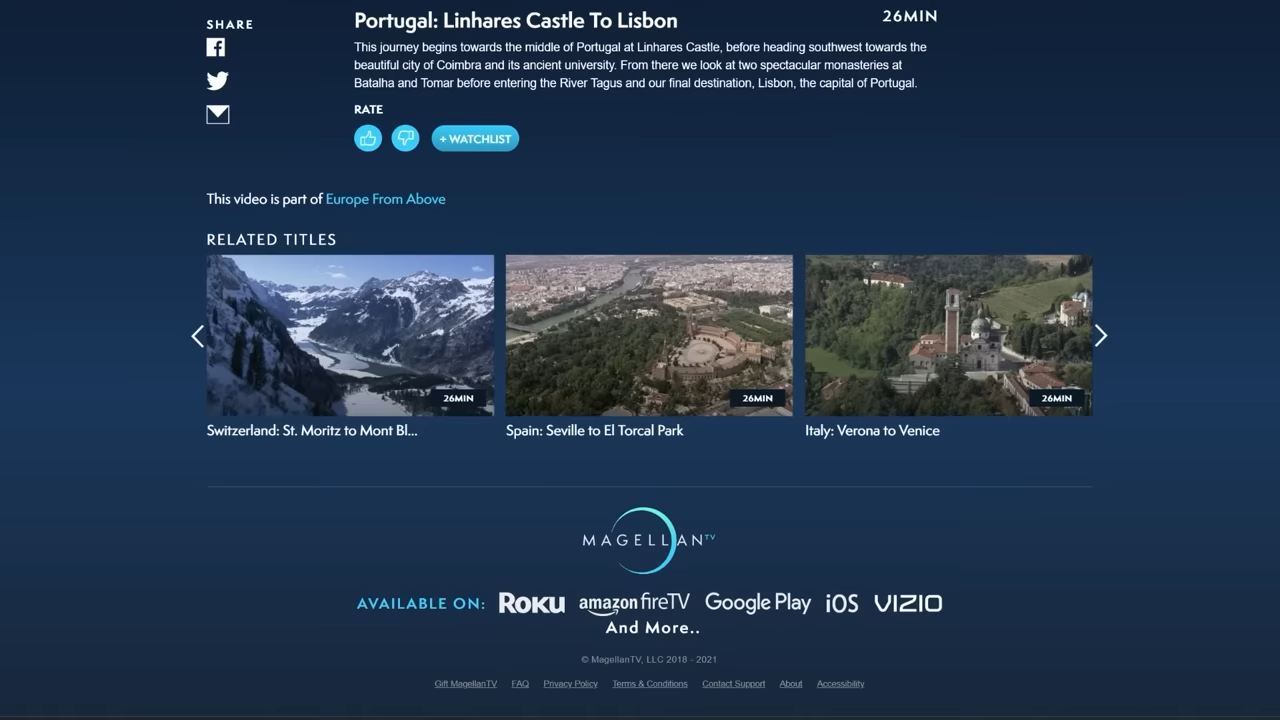 SHARE
Portugal: Linhares Castle To Lisbon
26MIN
This journey begins towards the middle of Portugal at Linhares Castle, before heading southwest towards the
beautiful city of Coimbra and its ancient university. From there we look at two spectacular monasteries at
Batalha and Tomar before entering the River Tagus and our final destination, Lisbon, the capital of Portugal.
RATE
+ WATCHLIST
This video is part of Europe From Above
RELATED TITLES
26MIN
26MIN
26MIN
Switzerland: St. Moritz to Mont Bl...
Spain: Seville to El Torcal Park
Italy: Verona to Venice
MAGELLAN TV
AVAILABLE ON: ROKU amazon fireTV Google Play iOS VIZIO
And More..
© MagellanTV, LLC 2018 - 2021
Gift MagellanTV FAQ Privacy Policy Terms & Conditions Contact Support About Accessibility